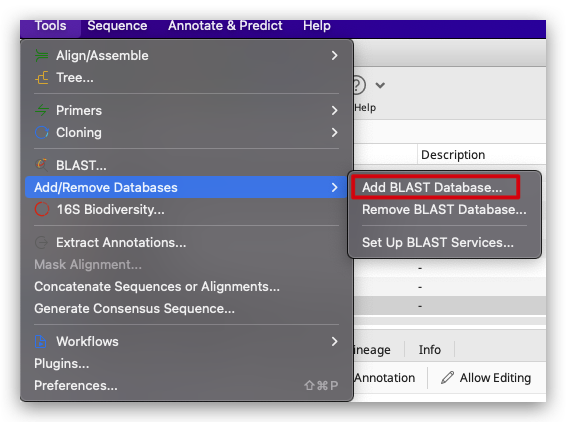 Tools Sequence Annotate & Predict Help
Align/Assemble
Tree...
Primers
Cloning
BLAST...
Add/Remove Databases
16S Biodiversity...
Extract Annotations...
Mask Alignment...
Concatenate Sequences or Alignments...
Generate Consensus Sequence...
Workflows
Plugins...
Preferences... ⇧⌘P
Help
Description
Add BLAST Database...
Remove BLAST Database...
Set Up BLAST Services...
-
-
-
ineage Info
Annotation Allow Editing